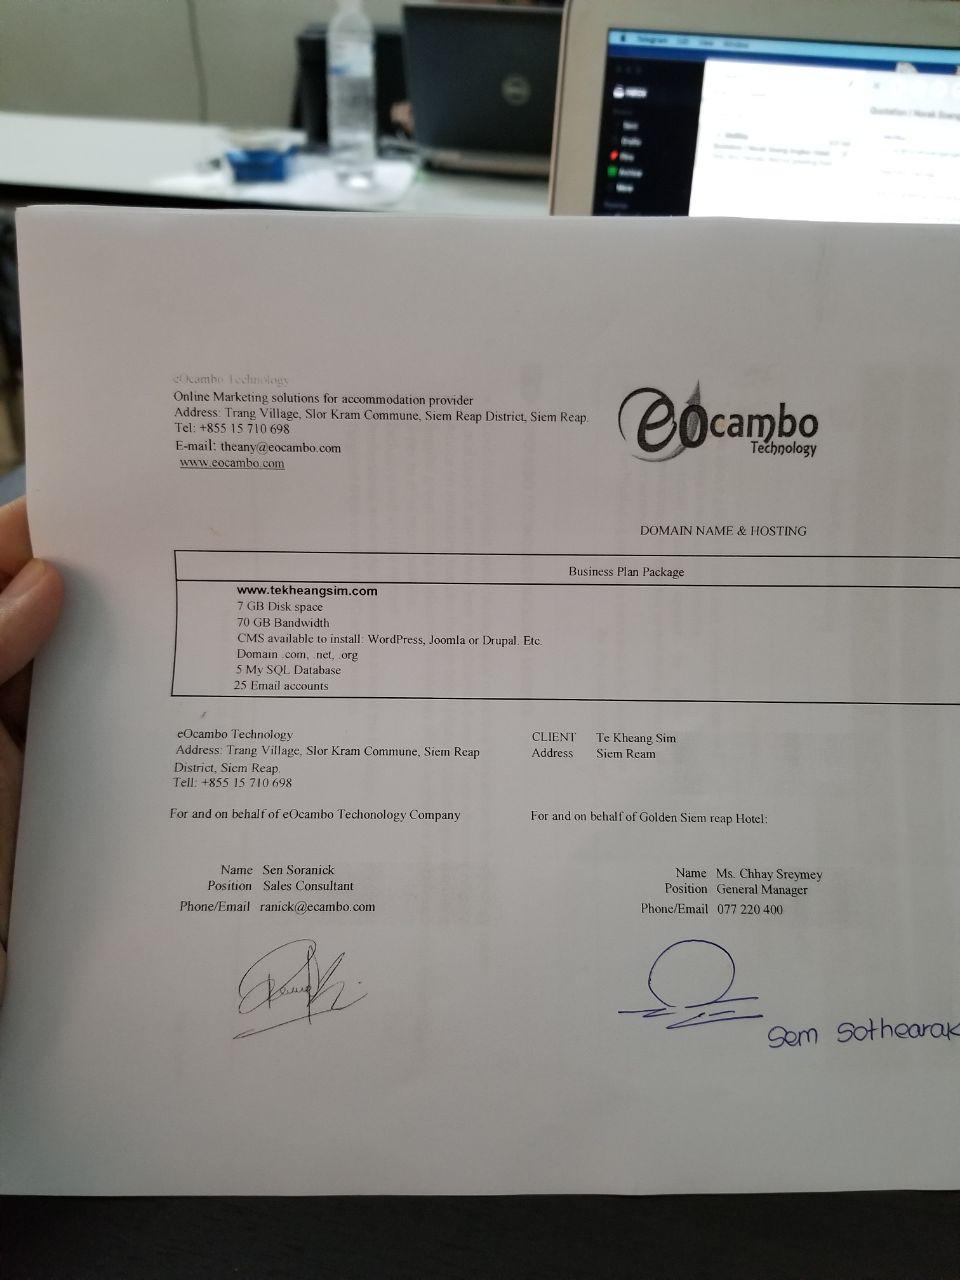 eOcambo Technology
Online Marketing solutions for accommodation provider
Address: Trang Village, Slor Kram Commune, Siem Reap District, Siem Reap.
Tel: +855 15 710 698
E-mail: theany@eocambo.com
www.eocambo.com
eOcambo
Technology
DOMAIN NAME & HOSTING
Business Plan Package
www.tekheangsim.com
7 GB Disk space
70 GB Bandwidth
CMS available to install: WordPress, Joomla or Drupal. Etc.
Domain .com, .net, .org
5 My SQL Database
25 Email accounts
eOcambo Technology
Address: Trang Village, Slor Kram Commune, Siem Reap
District, Siem Reap.
Tell: +855 15 710 698
CLIENT Te Kheang Sim
Address Siem Ream
For and on behalf of eOcambo Techonology Company
For and on behalf of Golden Siem reap Hotel:
Name Sen Soranick
Position Sales Consultant
Phone/Email ranick@ecambo.com
Name Ms. Chhay Sreymey
Position General Manager
Phone/Email 077 220 400
Sem Sothearak